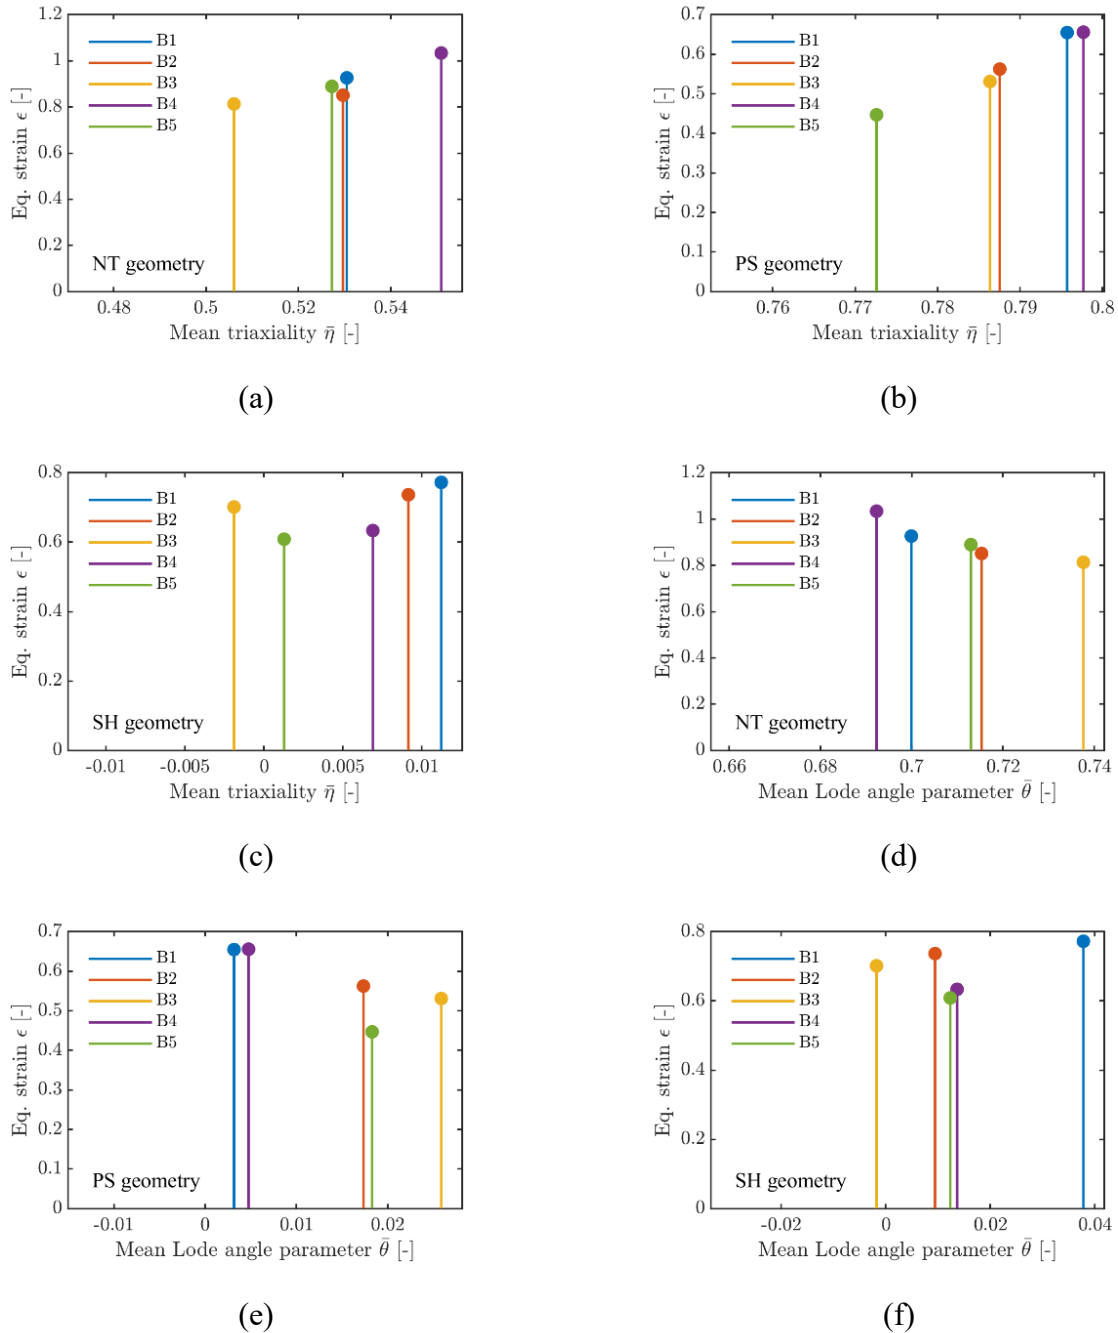 1.2
1
0.8
0.6
0.4
0.2
0
Eq. strain ϵ [-]
B1
B2
B3
B4
B5
NT geometry
0.48 0.5 0.52 0.54
Mean triaxiality η̄ [-]
(a)
0.7
0.6
0.5
0.4
0.3
0.2
0.1
0
Eq. strain ϵ [-]
B1
B2
B3
B4
B5
PS geometry
0.76 0.77 0.78 0.79 0.8
Mean triaxiality η̄ [-]
(b)
0.8
0.6
0.4
0.2
0
Eq. strain ϵ [-]
B1
B2
B3
B4
B5
SH geometry
-0.01 -0.005 0 0.005 0.01
Mean triaxiality η̄ [-]
(c)
1.2
1
0.8
0.6
0.4
0.2
0
Eq. strain ϵ [-]
B1
B2
B3
B4
B5
NT geometry
0.66 0.68 0.7 0.72 0.74
Mean Lode angle parameter θ̄ [-]
(d)
0.7
0.6
0.5
0.4
0.3
0.2
0.1
0
Eq. strain ϵ [-]
B1
B2
B3
B4
B5
PS geometry
-0.01 0 0.01 0.02
Mean Lode angle parameter θ̄ [-]
(e)
0.8
0.6
0.4
0.2
0
Eq. strain ϵ [-]
B1
B2
B3
B4
B5
SH geometry
-0.02 0 0.02 0.04
Mean Lode angle parameter θ̄ [-]
(f)